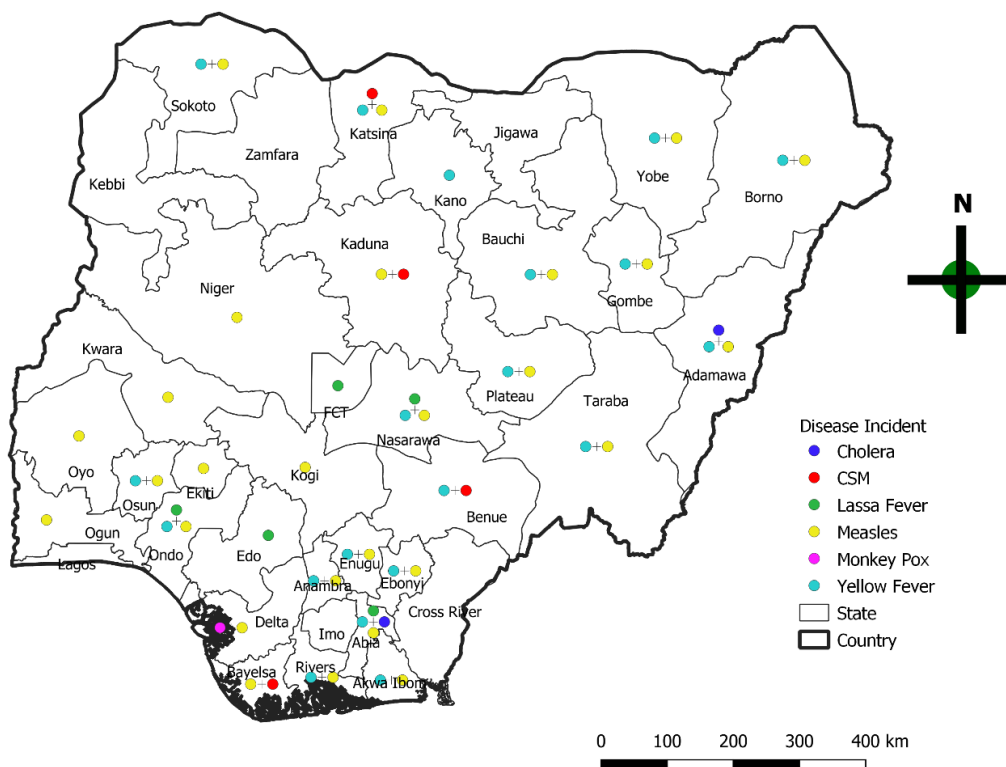 Sokoto
Katsina
Jigawa
Zamfara
Yobe
Kebbi
Kano
Borno
N
Kaduna
Bauchi
Niger
Gombe
Kwara
Adamawa
Plateau
Taraba
FCT
Nasarawa
Disease Incident
Cholera
Oyo
Kogi
CSM
Osun
Ekiti
Lassa Fever
Benue
Measles
Ogun
Ondo
Edo
Lagos
Enugu
Monkey Pox
Anambra
Ebonyi
Yellow Fever
Cross River
State
Delta
Imo
Abia
Country
Bayelsa
Rivers
Akwa Ibom
0 100 200 300 400 km